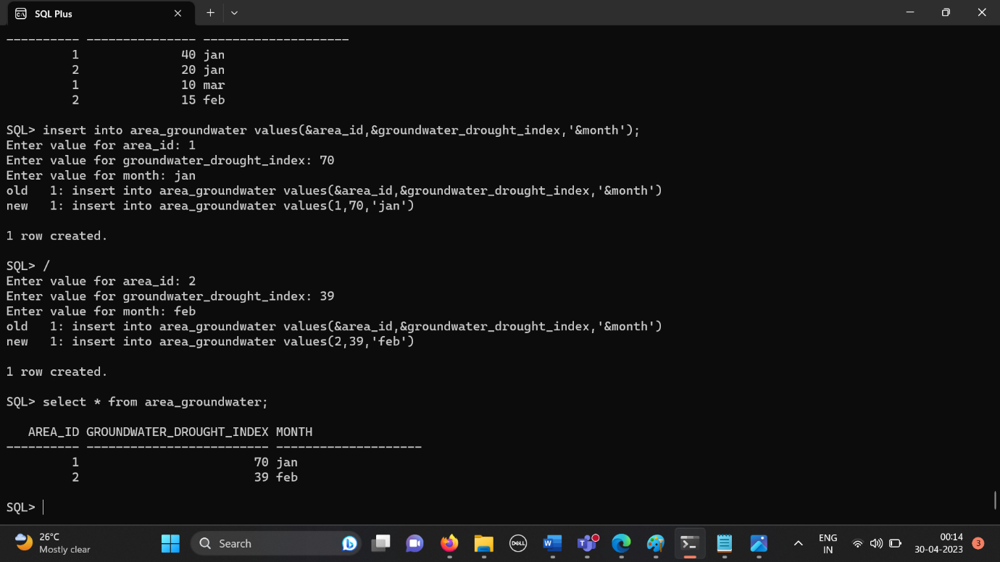 SQL Plus
---------- --------------- --------------------
1 40 jan
2 20 jan
1 10 mar
2 15 feb
SQL> insert into area_groundwater values(&area_id,&groundwater_drought_index,'&month');
Enter value for area_id: 1
Enter value for groundwater_drought_index: 70
Enter value for month: jan
old 1: insert into area_groundwater values(&area_id,&groundwater_drought_index,'&month')
new 1: insert into area_groundwater values(1,70,'jan')
1 row created.
SQL> /
Enter value for area_id: 2
Enter value for groundwater_drought_index: 39
Enter value for month: feb
old 1: insert into area_groundwater values(&area_id,&groundwater_drought_index,'&month')
new 1: insert into area_groundwater values(2,39,'feb')
1 row created.
SQL> select * from area_groundwater;
AREA_ID GROUNDWATER_DROUGHT_INDEX MONTH
---------- ------------------------- --------------------
1 70 jan
2 39 feb
SQL>
26°C
Mostly clear
Search
DELL
W
T
ENG
IN
00:14
30-04-2023
3